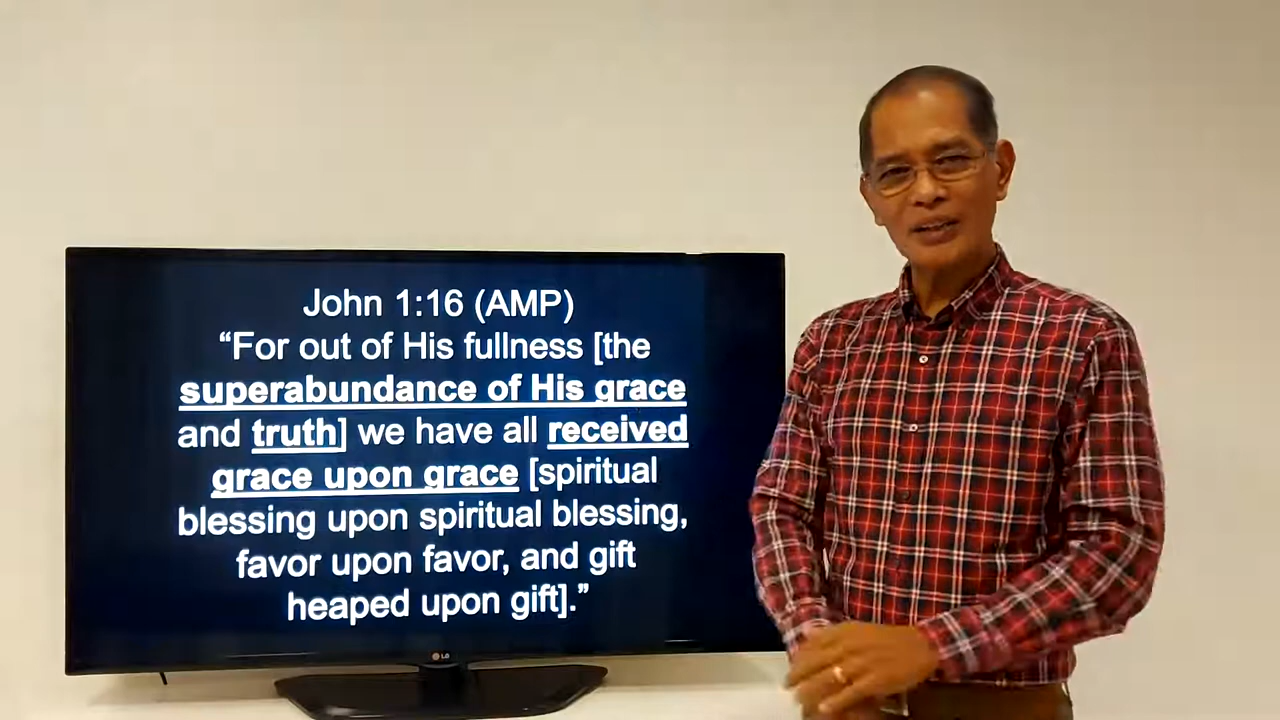 John 1:16 (AMP)
“For out of His fullness [the
superabundance of His grace
and truth] we have all received
grace upon grace [spiritual
blessing upon spiritual blessing,
favor upon favor, and gift
heaped upon gift].”
LG